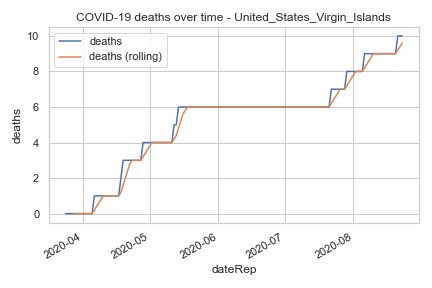 COVID-19 deaths over time - United_States_Virgin_Islands
deaths
deaths (rolling)
deaths
10
8
6
4
2
0
2020-04
2020-05
2020-06
2020-07
2020-08
dateRep